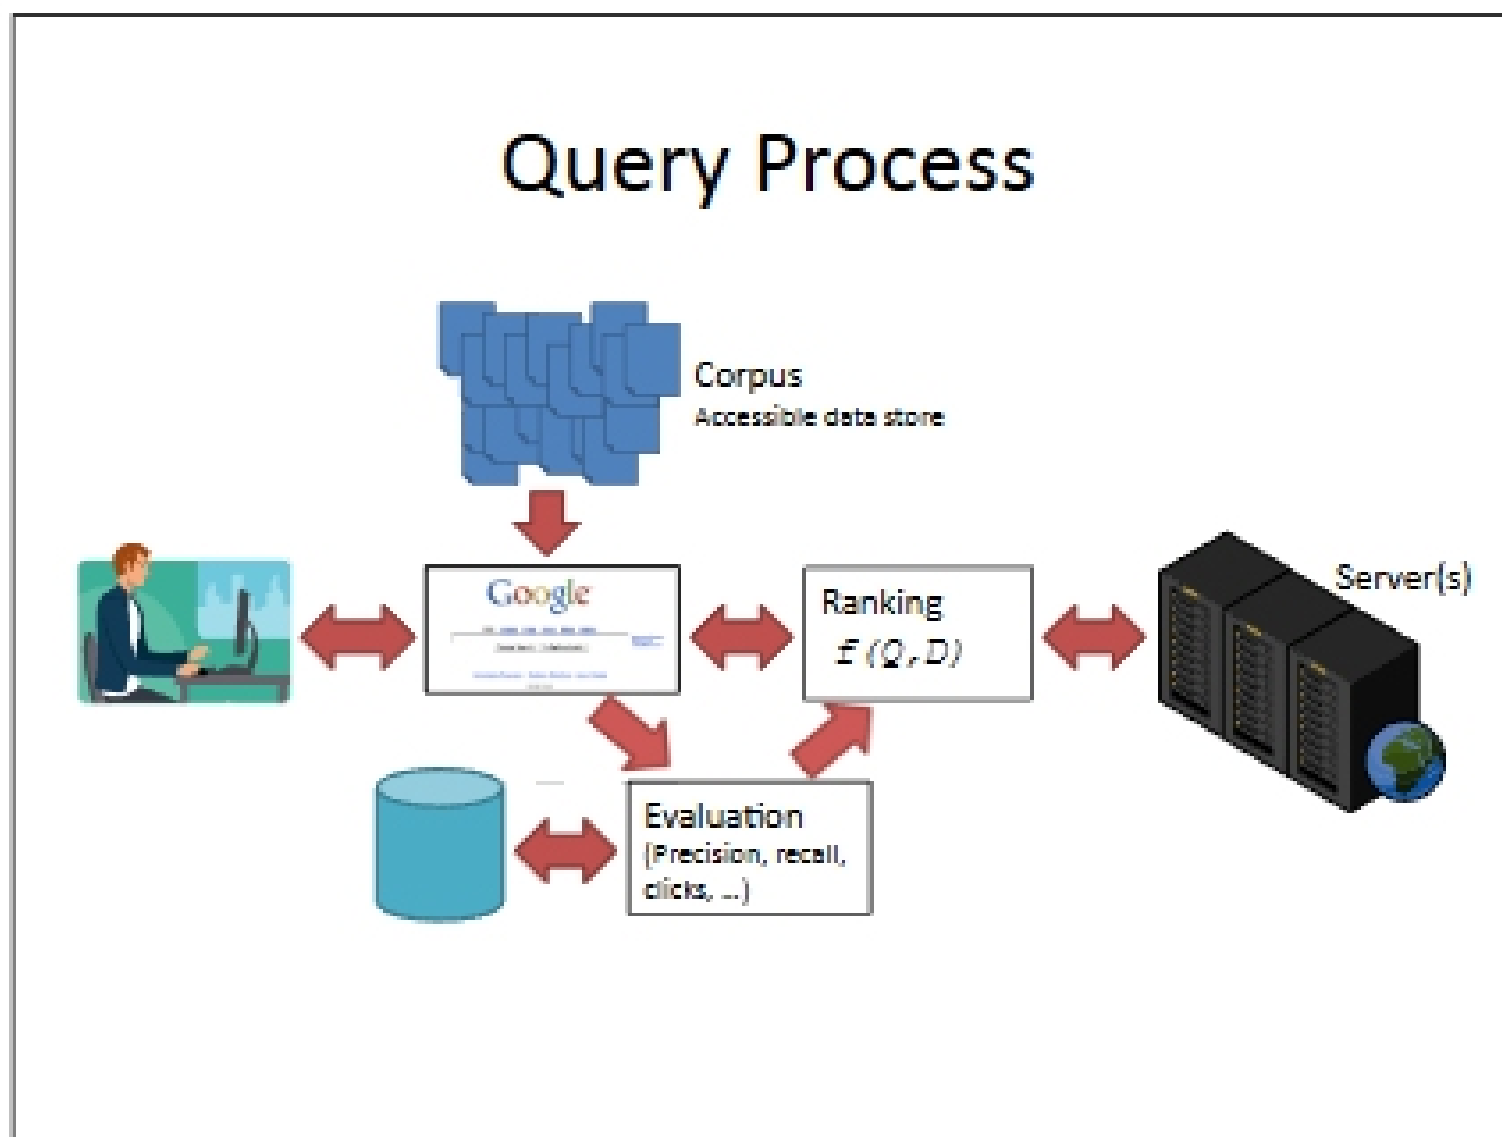 Query Process
Corpus
Accessible data store
Google
Ranking
f(Q,D)
Server(s)
Evaluation
(Precision, recall,
clicks, …)